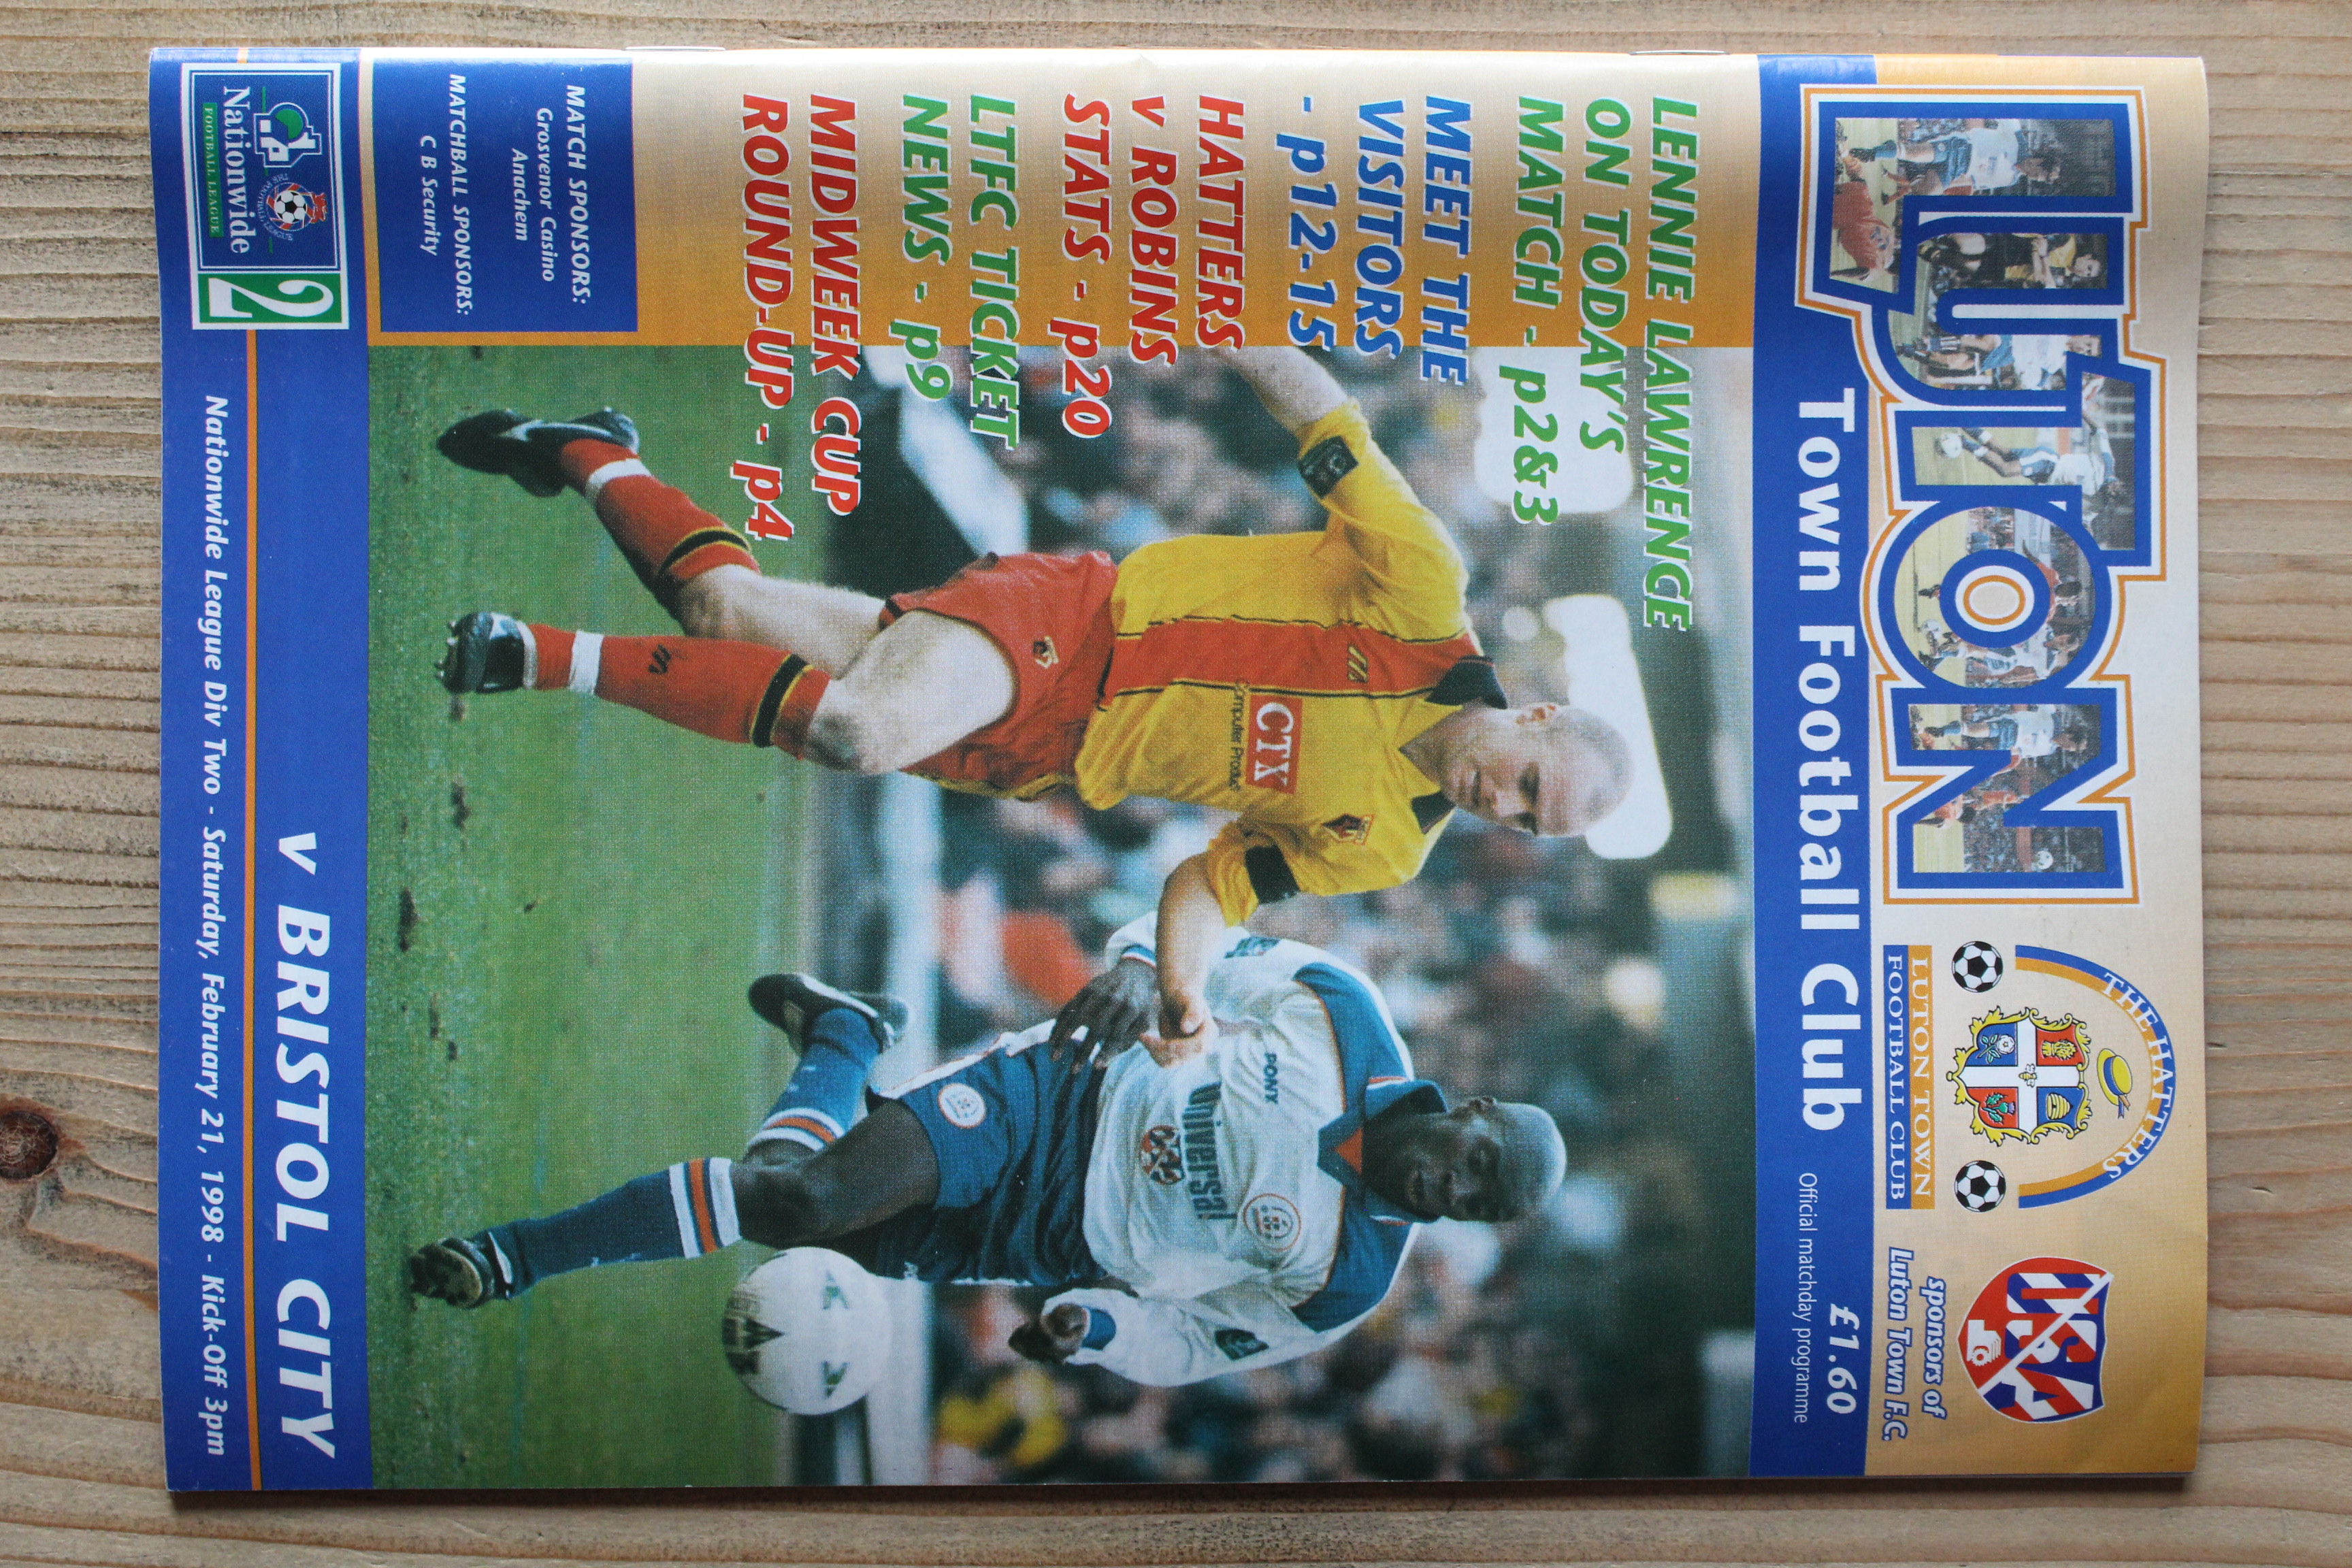 LUTON
Town Football Club
THE HATTERS
LUTON TOWN
FOOTBALL CLUB
USA
sponsors of
Luton Town F.C.
£1.60
Official matchday programme
LENNIE LAWRENCE
ON TODAY'S
MATCH - p2&3
MEET THE
VISITORS
- p12-15
HATTERS
v ROBINS
STATS - p20
LTFC TICKET
NEWS - p9
MIDWEEK CUP
ROUND-UP - p4
CTX
PONY
Universal
MATCH SPONSORS:
Grosvenor Casino
Anachem
MATCHBALL SPONSORS:
C B Security
v BRISTOL CITY
Nationwide
FOOTBALL LEAGUE
2
Nationwide League Div Two - Saturday, February 21, 1998 - Kick-Off 3pm